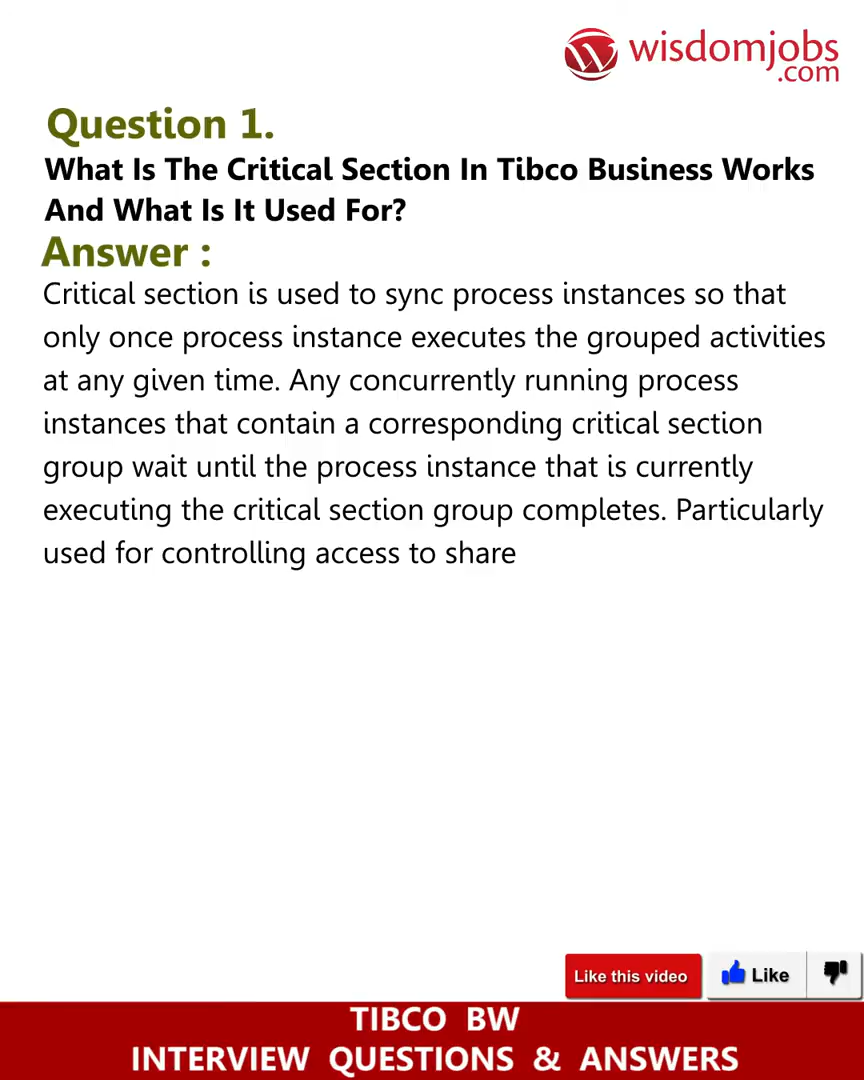 wisdomjobs
.com
Question 1.
What Is The Critical Section In Tibco Business Works
And What Is It Used For?
Answer :
Critical section is used to sync process instances so that
only once process instance executes the grouped activities
at any given time. Any concurrently running process
instances that contain a corresponding critical section
group wait until the process instance that is currently
executing the critical section group completes. Particularly
used for controlling access to share
Like this video
Like
TIBCO BW
INTERVIEW QUESTIONS & ANSWERS